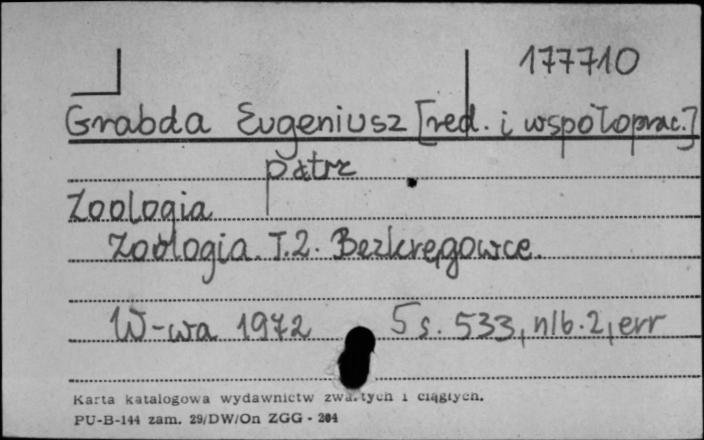 177710
Grabda Eugeniusz [red. i współoprac.]
patrz
Zoologia
Zoologia. T.2. Bezkręgowce.
W-wa 1972 5 s. 533, nlb. 2, err
Karta katalogowa wydawnictw zwartych i ciągłych.
PU-B-144 zam. 29/DW/On ZGG - 204